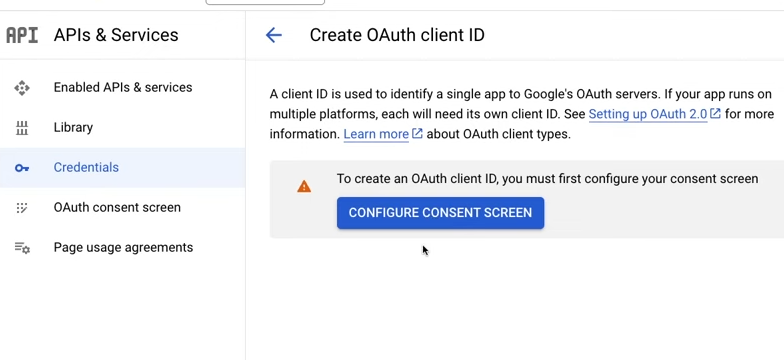 API APIs & Services
Enabled APIs & services
Library
Credentials
OAuth consent screen
Page usage agreements
Create OAuth client ID
A client ID is used to identify a single app to Google's OAuth servers. If your app runs on
multiple platforms, each will need its own client ID. See Setting up OAuth 2.0 for more
information. Learn more about OAuth client types.
To create an OAuth client ID, you must first configure your consent screen
CONFIGURE CONSENT SCREEN